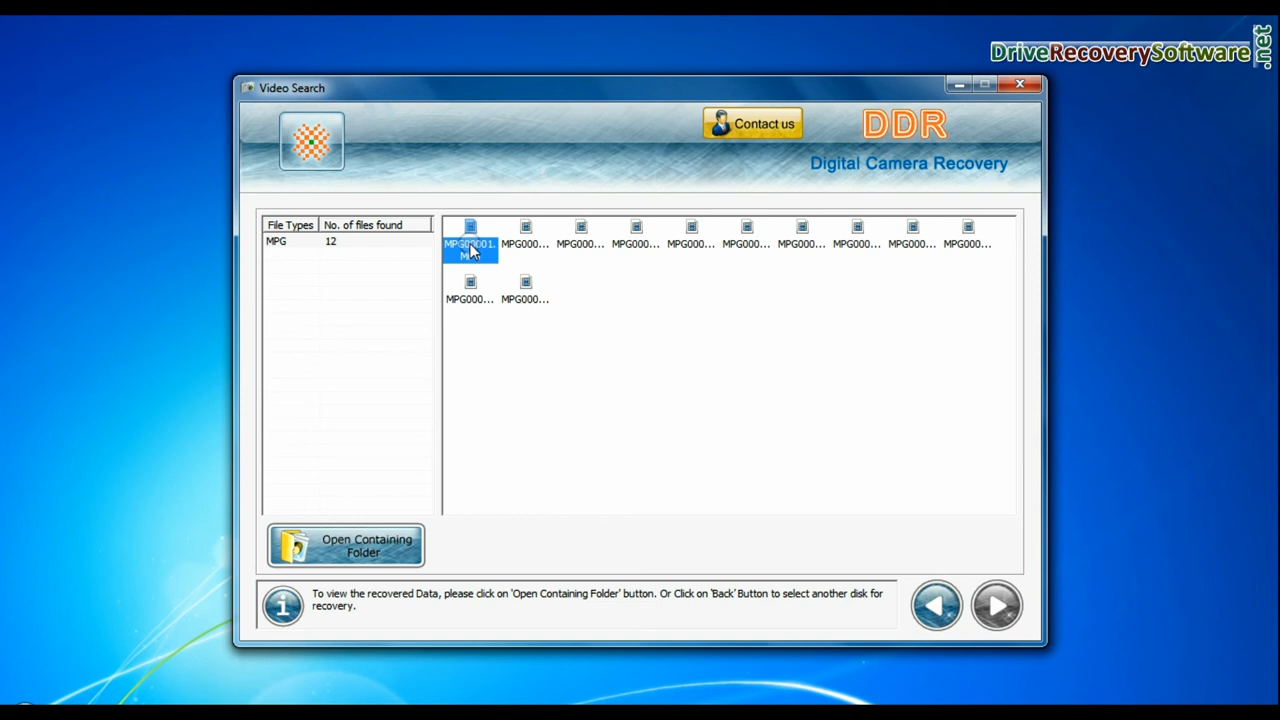 DriveRecoverySoftware.net
Video Search
Contact us
DDR
Digital Camera Recovery
File Types No. of files found
MPG 12
MPG00001. MPG000... MPG000... MPG000... MPG000... MPG000... MPG000... MPG000... MPG000... MPG000...
MPG000... MPG000...
Open Containing
Folder
To view the recovered Data, please click on 'Open Containing Folder' button. Or Click on 'Back' Button to select another disk for
recovery.